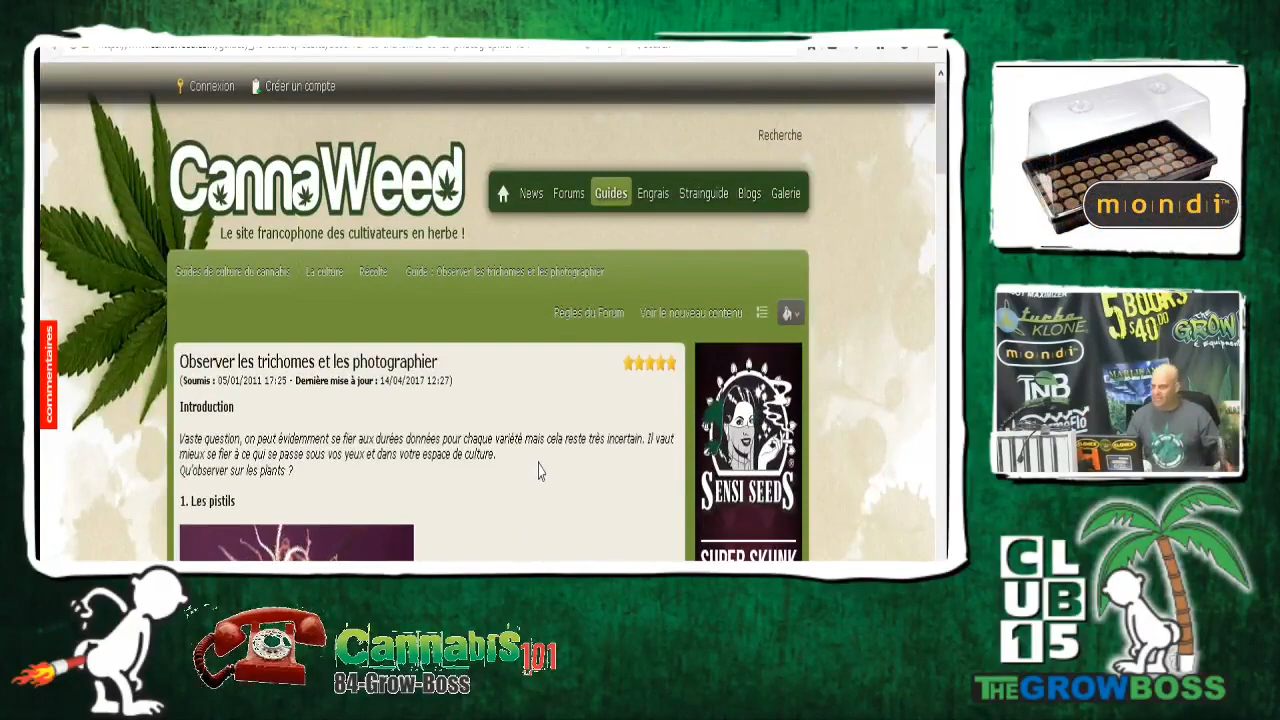 Connexion
Créer un compte
Recherche
CannaWeed
Le site francophone des cultivateurs en herbe !
News
Forums
Guides
Engrais
Strainguide
Blogs
Galerie
Guides de culture du cannabis
La culture
Récolte
Guide : Observer les trichomes et les photographier
Règles du Forum
Voir le nouveau contenu
Observer les trichomes et les photographier
(Soumis : 05/01/2011 17:25 - Dernière mise à jour : 14/04/2017 12:27)
Introduction
Vaste question, on peut évidemment se fier aux durées données pour chaque variété mais cela reste très incertain. Il vaut
mieux se fier à ce qui se passe sous vos yeux et dans votre espace de culture.
Qu'observer sur les plants ?
1. Les pistils
commentaires
SENSI SEEDS
SUPER SKUNK
mondi™
turbo
KLONE
mondi
TNB
5 BOOKS
$40.00
GROW
Cannabis 101
84-Grow-Boss
CLUB 15
THEGROWBOSS